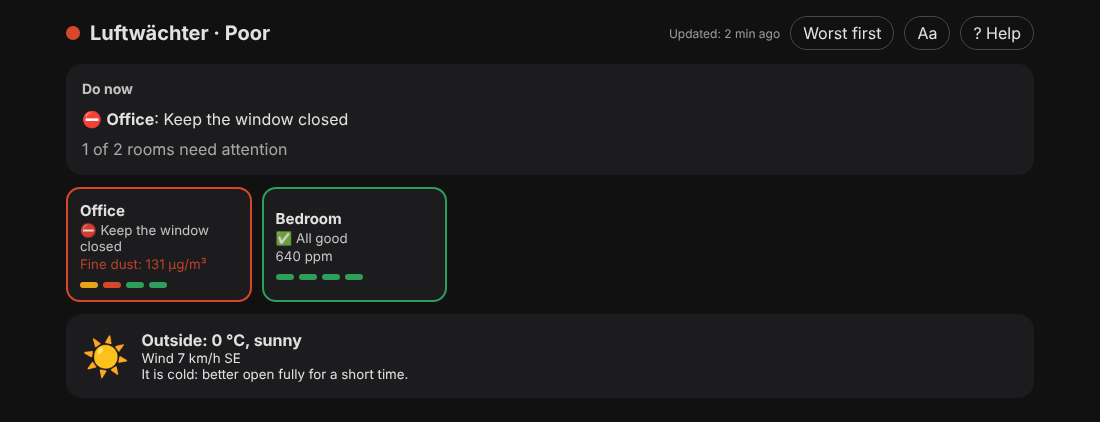 Luftwächter · Poor
Updated: 2 min ago
Worst first
Aa
? Help
Do now
⛔ Office: Keep the window closed
1 of 2 rooms need attention
Office
⛔ Keep the window
closed
Fine dust: 131 µg/m³
Bedroom
✅ All good
640 ppm
Outside: 0 °C, sunny
Wind 7 km/h SE
It is cold: better open fully for a short time.